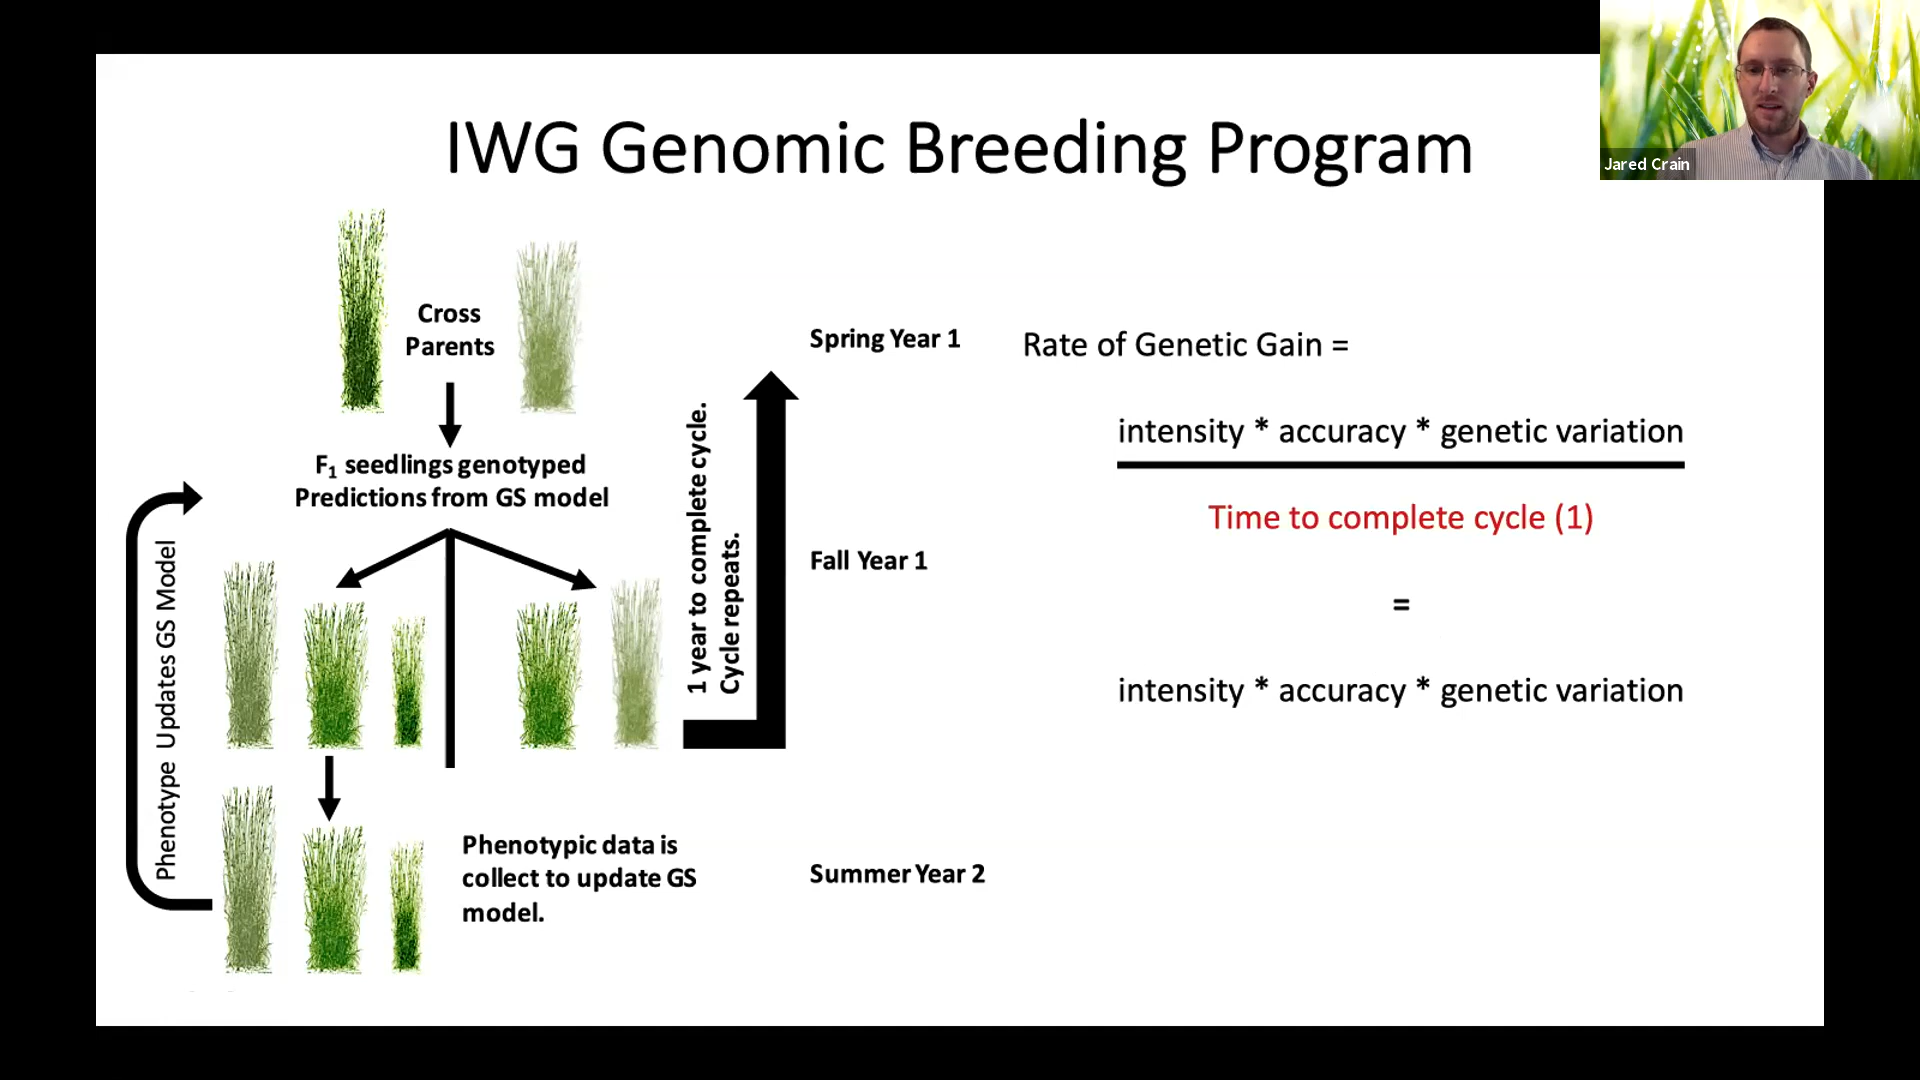 IWG Genomic Breeding Program
Jared Crain
Cross
Parents
F₁ seedlings genotyped
Predictions from GS model
Phenotype Updates GS Model
1 year to complete cycle.
Cycle repeats.
Phenotypic data is
collect to update GS
model.
Spring Year 1
Fall Year 1
Summer Year 2
Rate of Genetic Gain =
intensity * accuracy * genetic variation
Time to complete cycle (1)
=
intensity * accuracy * genetic variation